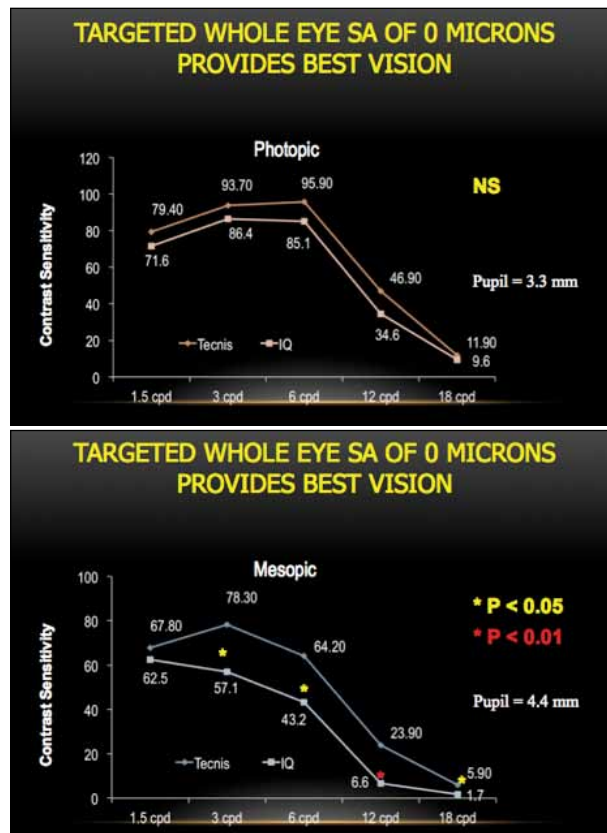 TARGETED WHOLE EYE SA OF 0 MICRONS
PROVIDES BEST VISION
Photopic
120
100
80
60
40
20
0
Contrast Sensitivity
79.40
93.70
95.90
46.90
11.90
71.6
86.4
85.1
34.6
9.6
Tecnis
IQ
1.5 cpd
3 cpd
6 cpd
12 cpd
18 cpd
NS
Pupil = 3.3 mm
TARGETED WHOLE EYE SA OF 0 MICRONS
PROVIDES BEST VISION
Mesopic
100
80
60
40
20
0
Contrast Sensitivity
67.80
78.30
64.20
23.90
5.90
62.5
57.1
43.2
6.6
1.7
*
*
*
*
Tecnis
IQ
1.5 cpd
3 cpd
6 cpd
12 cpd
18 cpd
* P < 0.05
* P < 0.01
Pupil = 4.4 mm